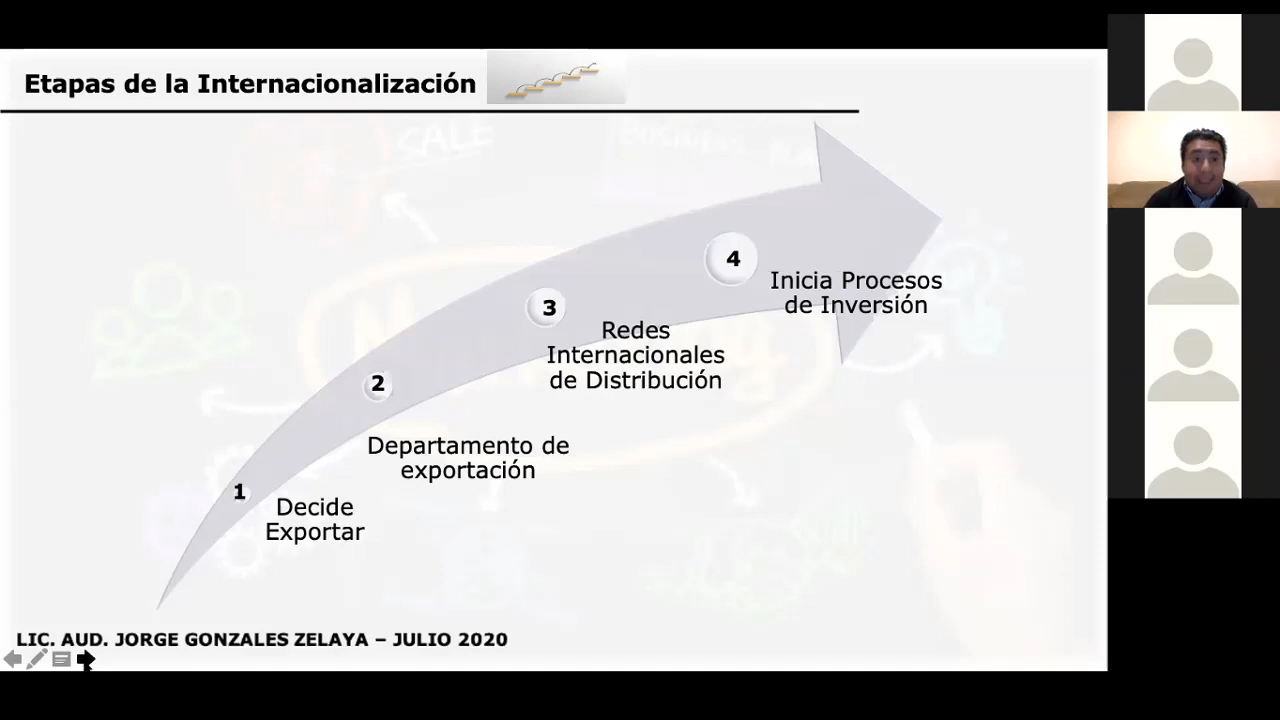 Etapas de la Internacionalización
SALE
4
Inicia Procesos
de Inversión
3
Redes
Internacionales
de Distribución
2
Departamento de
exportación
1
Decide
Exportar
LIC. AUD. JORGE GONZALES ZELAYA – JULIO 2020